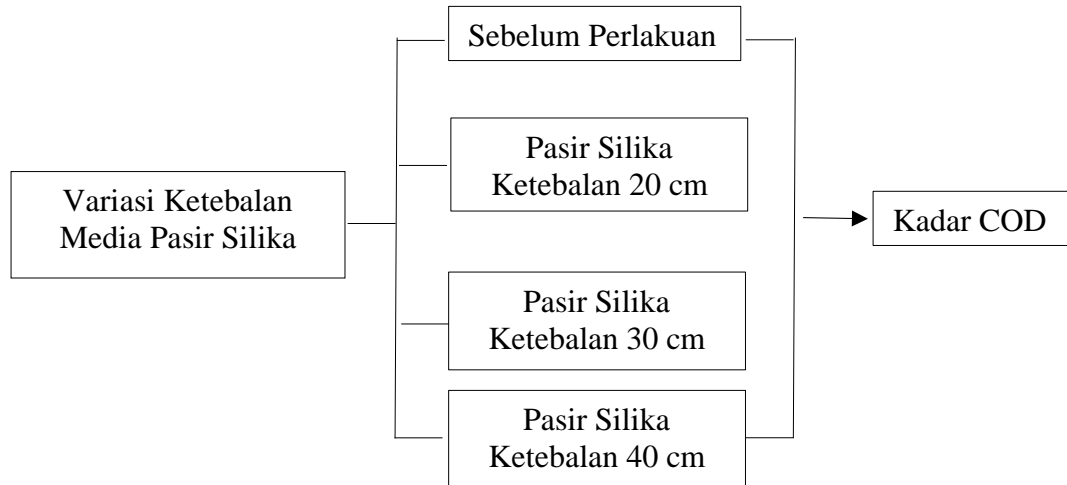 Variasi Ketebalan
Media Pasir Silika
Sebelum Perlakuan
Pasir Silika
Ketebalan 20 cm
Pasir Silika
Ketebalan 30 cm
Pasir Silika
Ketebalan 40 cm
Kadar COD